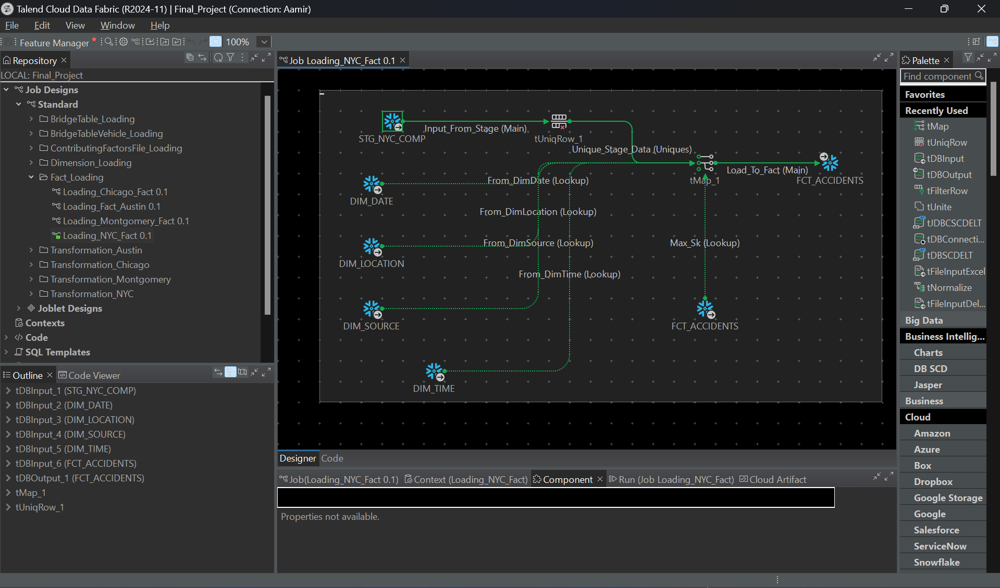 Talend Cloud Data Fabric (R2024-11) | Final_Project (Connection: Aamir)
File Edit View Window Help
Feature Manager 100%
Repository
LOCAL: Final_Project
Job Designs
Standard
BridgeTable_Loading
BridgeTableVehicle_Loading
ContributingFactorsFile_Loading
Dimension_Loading
Fact_Loading
Loading_Chicago_Fact 0.1
Loading_Fact_Austin 0.1
Loading_Montgomery_Fact 0.1
Loading_NYC_Fact 0.1
Transformation_Austin
Transformation_Chicago
Transformation_Montgomery
Transformation_NYC
Joblet Designs
Contexts
Code
SQL Templates
Outline Code Viewer
tDBInput_1 (STG_NYC_COMP)
tDBInput_2 (DIM_DATE)
tDBInput_3 (DIM_LOCATION)
tDBInput_4 (DIM_SOURCE)
tDBInput_5 (DIM_TIME)
tDBInput_6 (FCT_ACCIDENTS)
tDBOutput_1 (FCT_ACCIDENTS)
tMap_1
tUniqRow_1
Job Loading_NYC_Fact 0.1
Input_From_Stage (Main)
STG_NYC_COMP
tUniqRow_1
Unique_Stage_Data (Uniques)
Load_To_Fact (Main)
tMap_1
FCT_ACCIDENTS
From_DimDate (Lookup)
DIM_DATE
From_DimLocation (Lookup)
From_DimSource (Lookup)
Max_Sk (Lookup)
DIM_LOCATION
From_DimTime (Lookup)
DIM_SOURCE
FCT_ACCIDENTS
DIM_TIME
Designer Code
Job(Loading_NYC_Fact 0.1) Context (Loading_NYC_Fact) Component Run (Job Loading_NYC_Fact) Cloud Artifact
Properties not available.
Palette
Find component
Favorites
Recently Used
tMap
tUniqRow
tDBInput
tDBOutput
tFilterRow
tUnite
tJDBCSCDELT
tDBConnecti...
tDBSCDELT
tFileInputExcel
tNormalize
tFileInputDel...
Big Data
Business Intellig...
Charts
DB SCD
Jasper
Business
Cloud
Amazon
Azure
Box
Dropbox
Google Storage
Google
Salesforce
ServiceNow
Snowflake